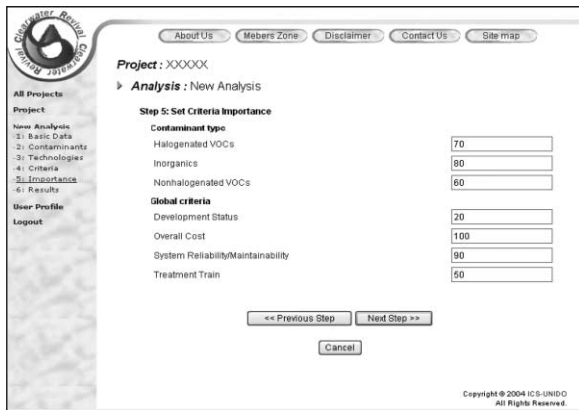 Clearwater Revival Clearwater Revival
About Us Mebers Zone Disclaimer Contact Us Site map
Project : XXXXX
Analysis : New Analysis
All Projects
Project
New Analysis
-1: Basic Data
-2: Contaminants
-3: Technologies
-4: Criteria
-5: Importance
-6: Results
User Profile
Logout
Step 5: Set Criteria Importance
Contaminant type
Halogenated VOCs 70
Inorganics 80
Nonhalogenated VOCs 60
Global criteria
Development Status 20
Overall Cost 100
System Reliability/Maintainability 90
Treatment Train 50
<< Previous Step Next Step >>
Cancel
Copyright © 2004 ICS-UNIDO
All Rights Reserved.